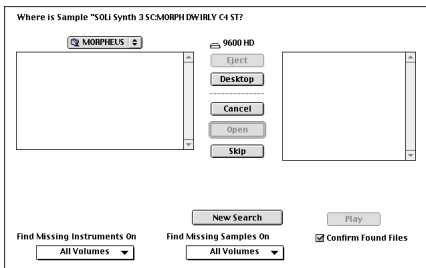 Where is Sample "SOLi Synth 3 SC:MORPH DWIRLY C4 ST?
MORPHEUS
9600 HD
Eject
Desktop
Cancel
Open
Skip
New Search
Play
Find Missing Instruments On
Find Missing Samples On
Confirm Found Files
All Volumes
All Volumes